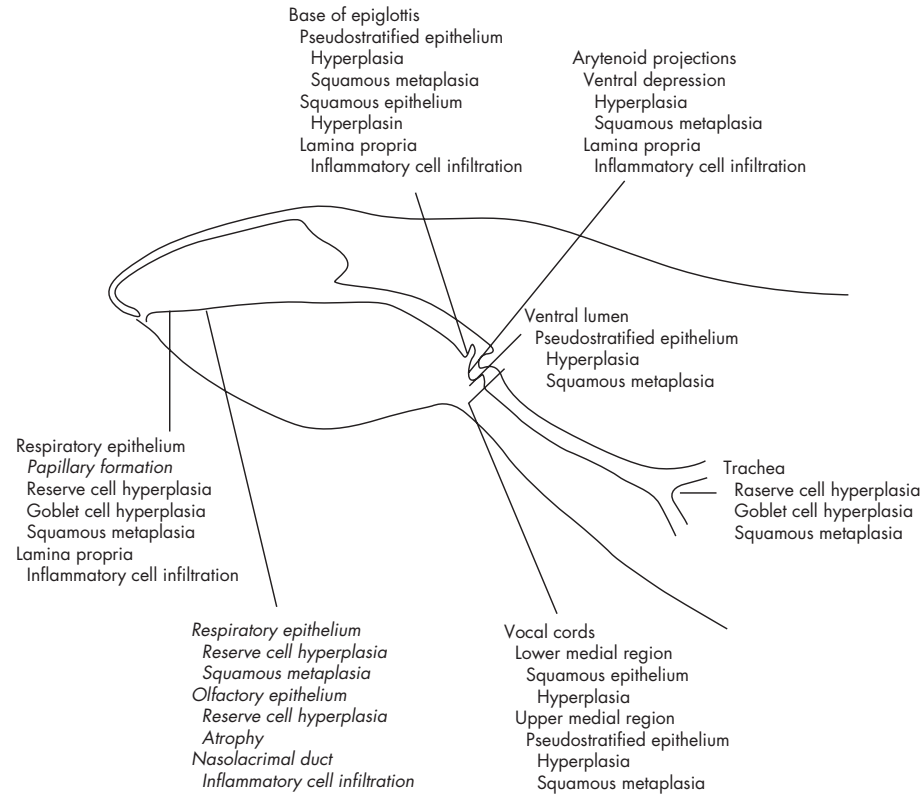 Base of epiglottis
Pseudostratified epithelium
Hyperplasia
Squamous metaplasia
Squamous epithelium
Hyperplasin
Lamina propria
Inflammatory cell infiltration
Arytenoid projections
Ventral depression
Hyperplasia
Squamous metaplasia
Lamina propria
Inflammatory cell infiltration
Ventral lumen
Pseudostratified epithelium
Hyperplasia
Squamous metaplasia
Respiratory epithelium
Papillary formation
Reserve cell hyperplasia
Goblet cell hyperplasia
Squamous metaplasia
Lamina propria
Inflammatory cell infiltration
Trachea
Raserve cell hyperplasia
Goblet cell hyperplasia
Squamous metaplasia
Respiratory epithelium
Reserve cell hyperplasia
Squamous metaplasia
Olfactory epithelium
Reserve cell hyperplasia
Atrophy
Nasolacrimal duct
Inflammatory cell infiltration
Vocal cords
Lower medial region
Squamous epithelium
Hyperplasia
Upper medial region
Pseudostratified epithelium
Hyperplasia
Squamous metaplasia